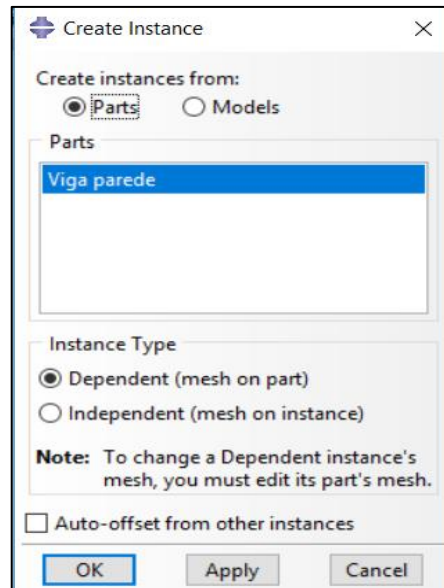 Create Instance
Create instances from:
Parts Models
Parts
Viga parede
Instance Type
Dependent (mesh on part)
Independent (mesh on instance)
Note: To change a Dependent instance's
mesh, you must edit its part's mesh.
Auto-offset from other instances
OK Apply Cancel